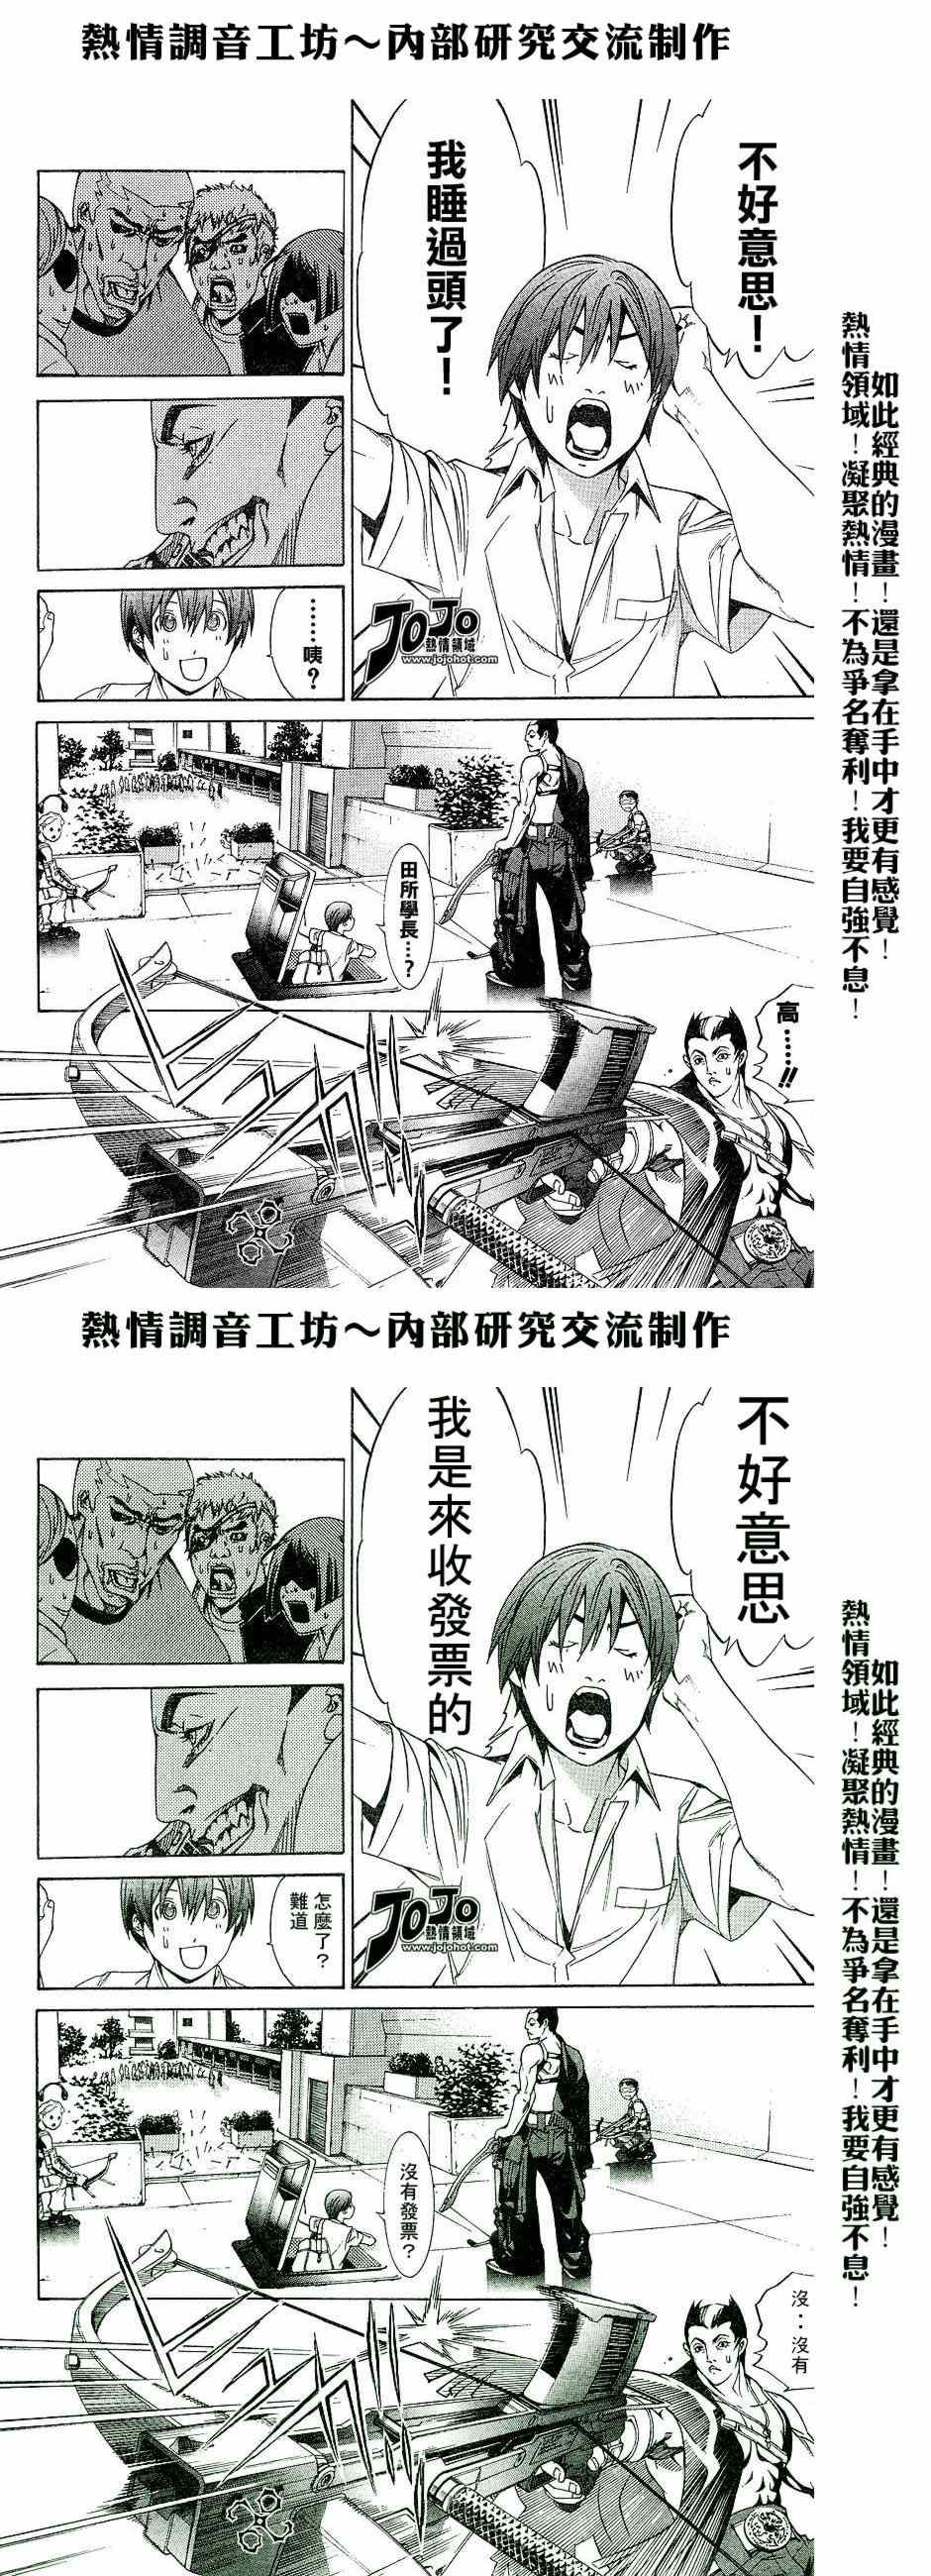 熱情調音工坊～內部研究交流制作
不好意思！
我睡過頭了！
……咦？
JOJO
熱情領域
www.jojohot.com
田所學長…？
高……!!
如此經典的漫畫！還是拿在手中才更有感覺！
熱情領域！凝聚熱情！不為爭名奪利！我要自強不息！
熱情調音工坊～內部研究交流制作
不好意思
我是來收發票的
怎麼了？
難道
JOJO
熱情領域
www.jojohot.com
沒有發票？
沒..沒有
如此經典的漫畫！還是拿在手中才更有感覺！
熱情領域！凝聚熱情！不為爭名奪利！我要自強不息！